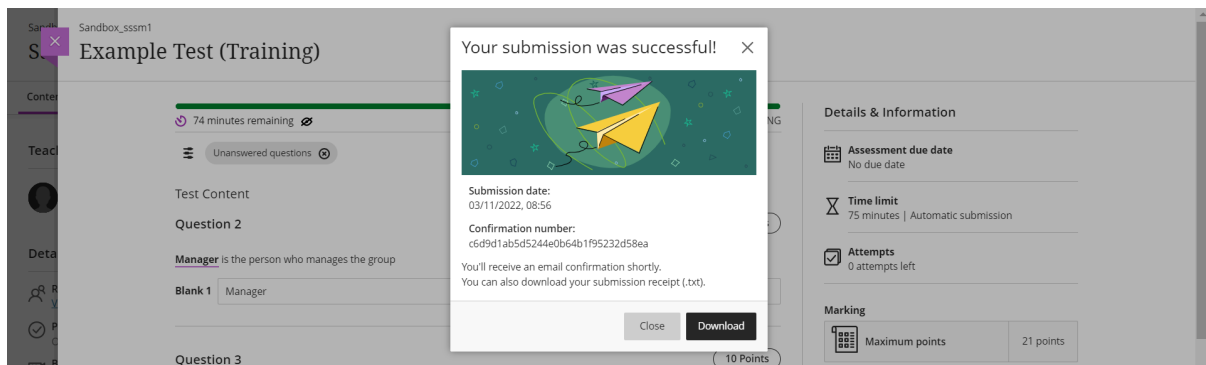 Sandbox_sssm1
Example Test (Training)
74 minutes remaining
Unanswered questions
Test Content
Question 2
Manager is the person who manages the group
Blank 1 Manager
Question 3
10 Points
Your submission was successful!
Submission date:
03/11/2022, 08:56
Confirmation number:
c6d9d1ab5d5244e0b64b1f95232d58ea
You'll receive an email confirmation shortly.
You can also download your submission receipt (.txt).
Close Download
Details & Information
Assessment due date
No due date
Time limit
75 minutes | Automatic submission
Attempts
0 attempts left
Marking
Maximum points 21 points